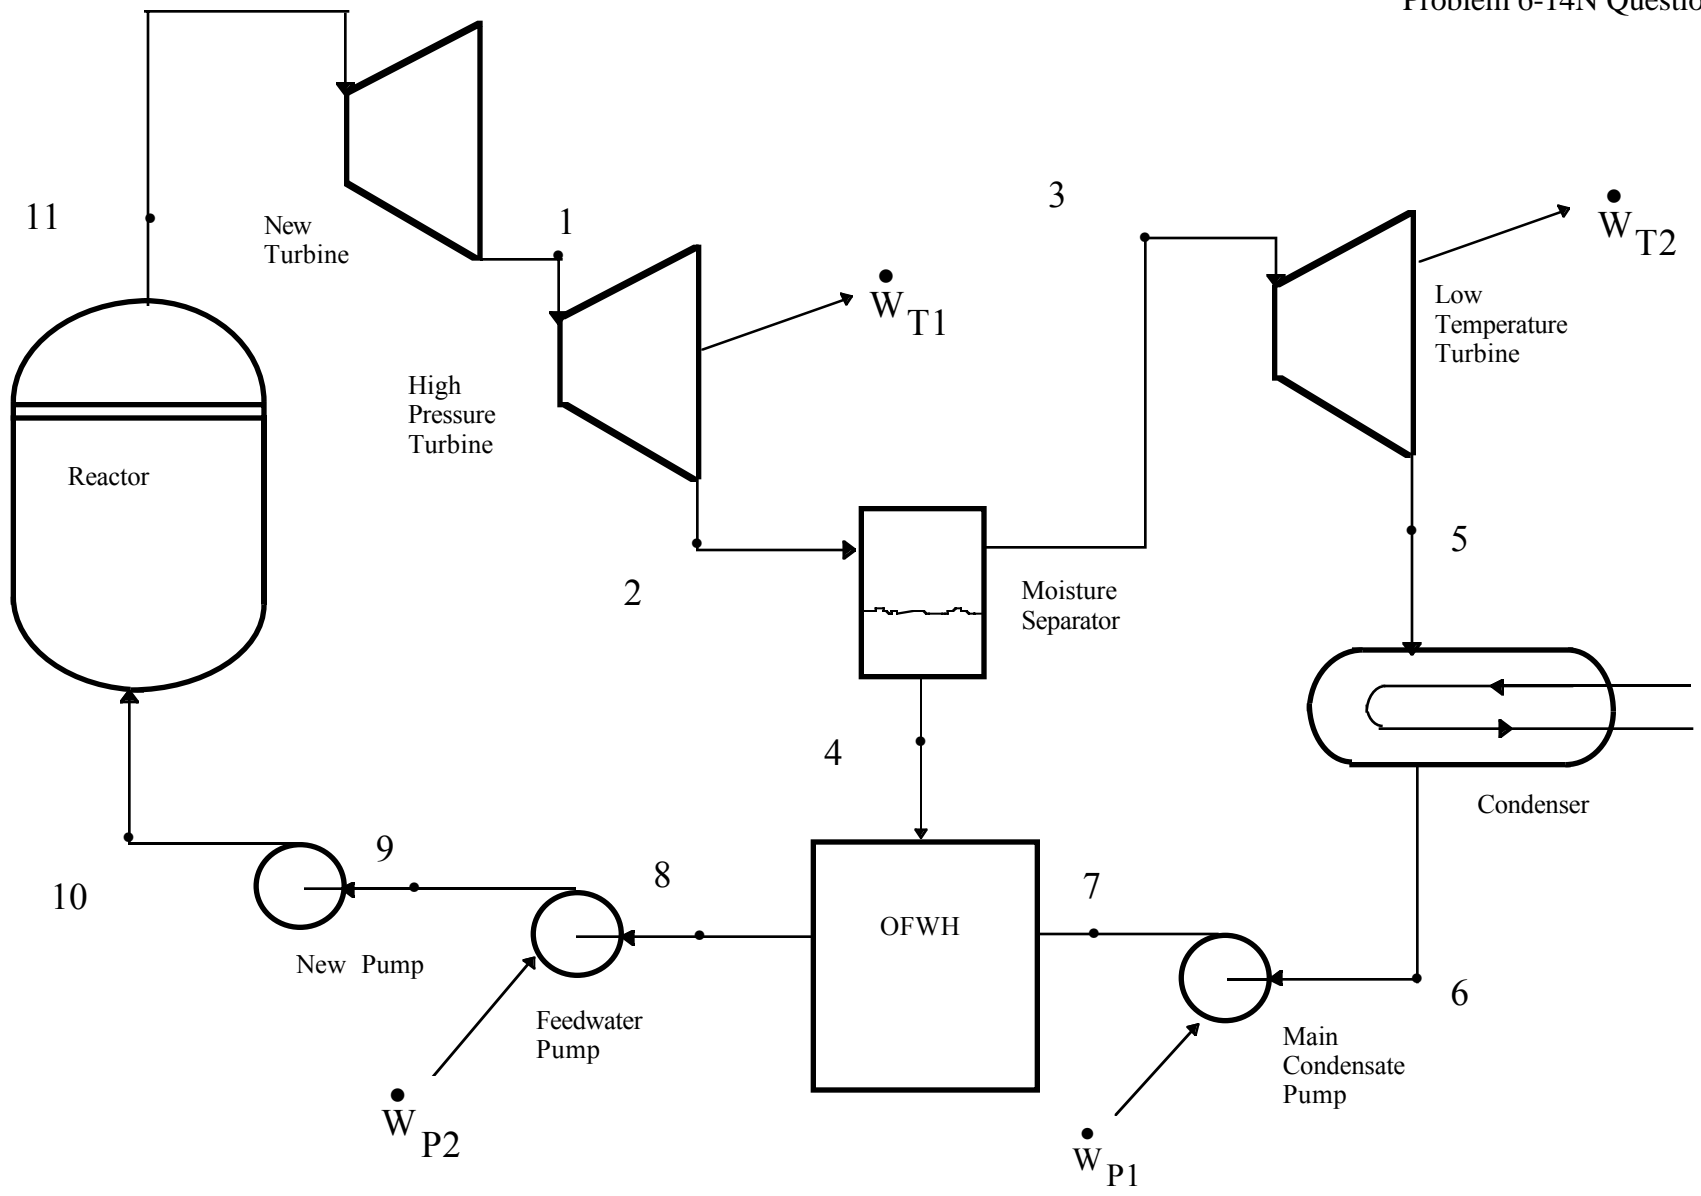 Problem 6-14N Questio
11
New
Turbine
1
3
W T2
W T1
Low
Temperature
Turbine
High
Pressure
Turbine
Reactor
5
2
Moisture
Separator
4
Condenser
9
8
7
10
OFWH
New Pump
6
Feedwater
Pump
Main
Condensate
Pump
W P2
W P1